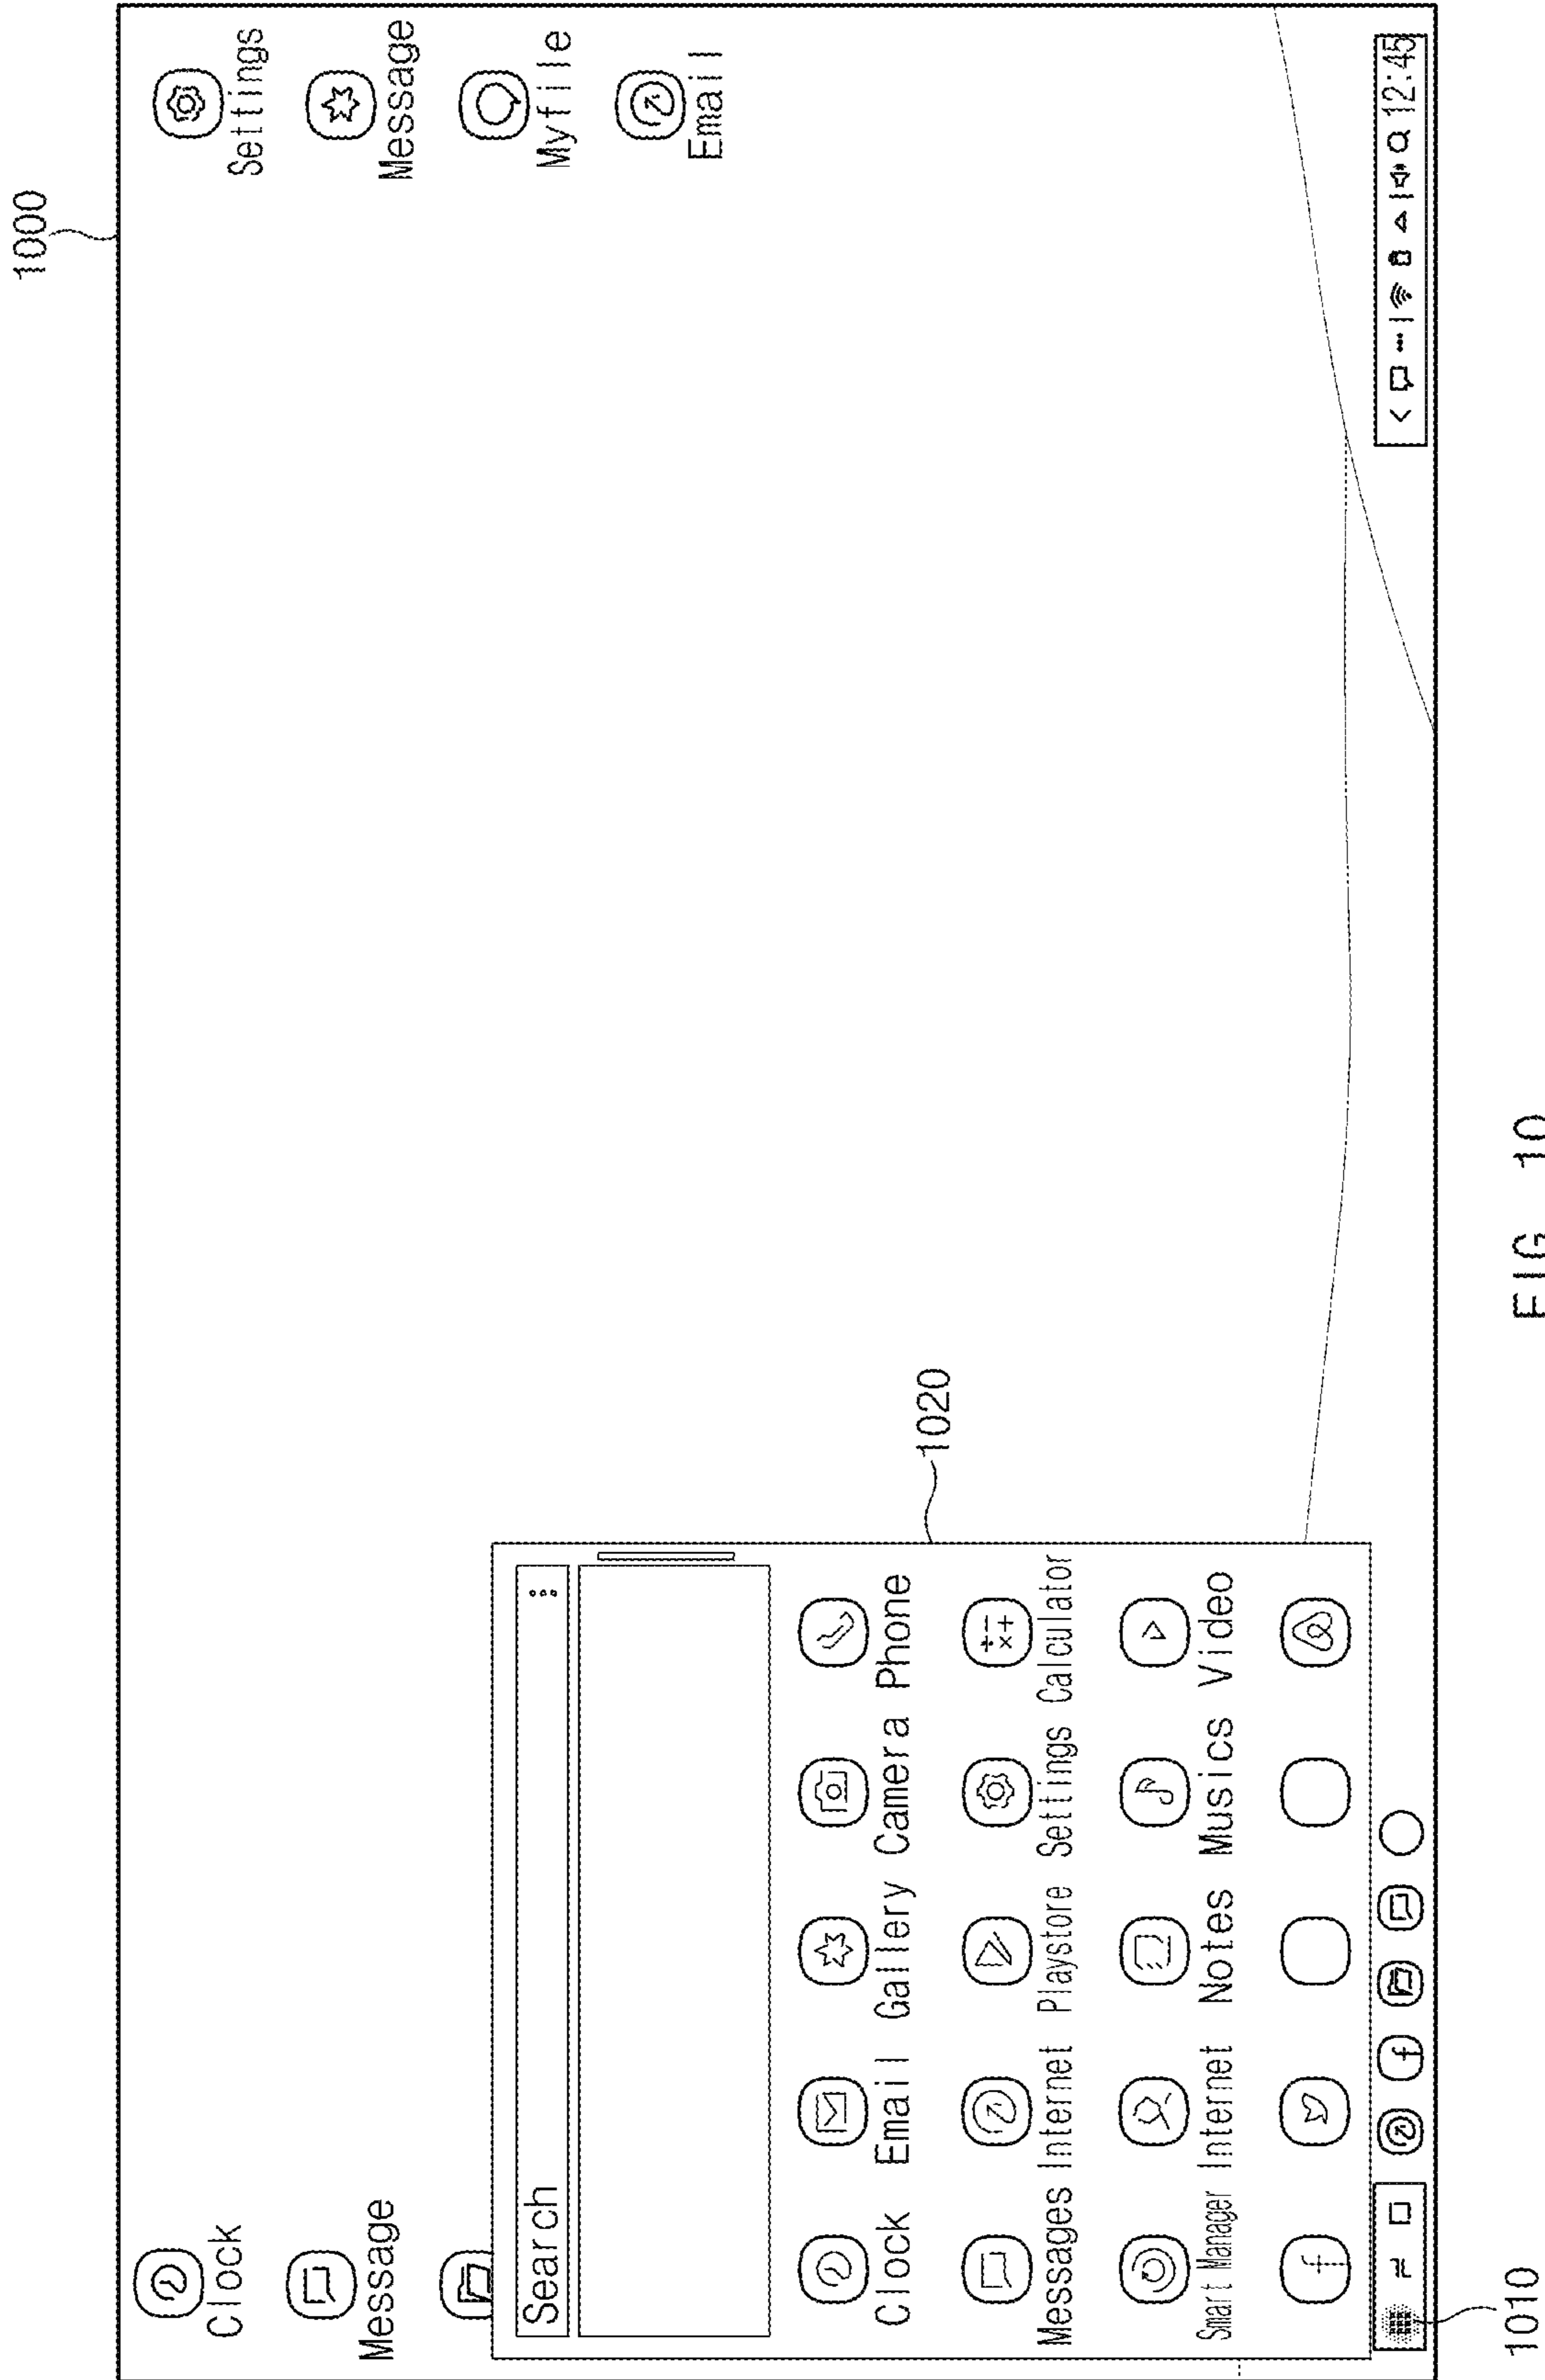 1000
Clock
Settings
Message
Message
Myfile
Email
Search
1020
Clock Email Gallery Camera Phone
Messages Internet Playstore Settings Calculator
Smart Manager Internet Notes Musics Video
12:45
1010
FIG. 10